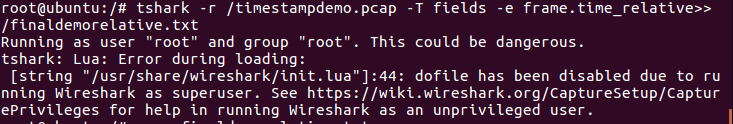 root@ubuntu:/# tshark -r /timestampdemo.pcap -T fields -e frame.time_relative>>
/finaldemorelative.txt
Running as user "root" and group "root". This could be dangerous.
tshark: Lua: Error during loading:
 [string "/usr/share/wireshark/init.lua"]:44: dofile has been disabled due to ru
nning Wireshark as superuser. See https://wiki.wireshark.org/CaptureSetup/Captur
ePrivileges for help in running Wireshark as an unprivileged user.